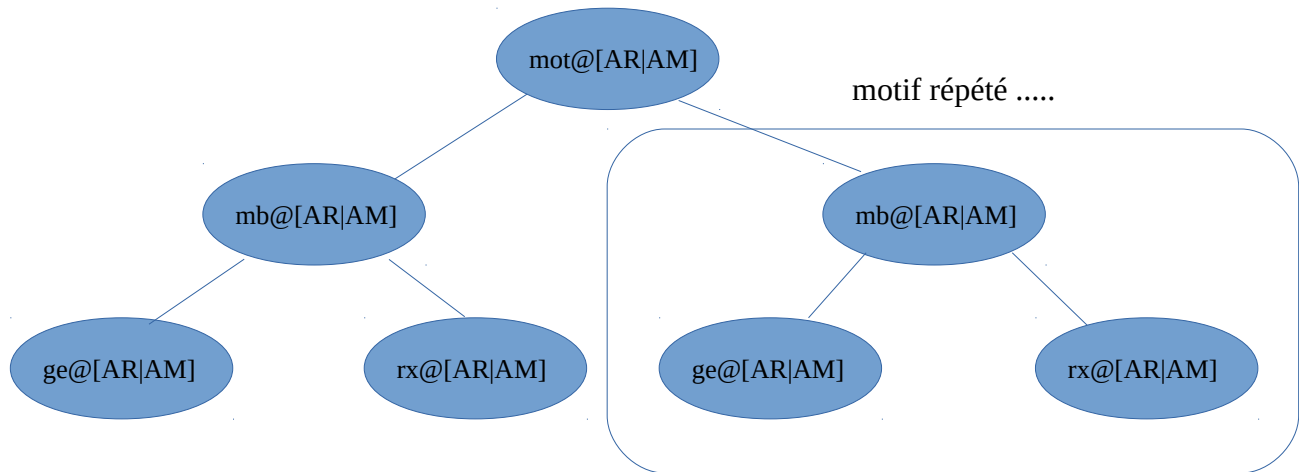 mot@[AR|AM]
motif répété .....
mb@[AR|AM]
mb@[AR|AM]
ge@[AR|AM]
rx@[AR|AM]
ge@[AR|AM]
rx@[AR|AM]